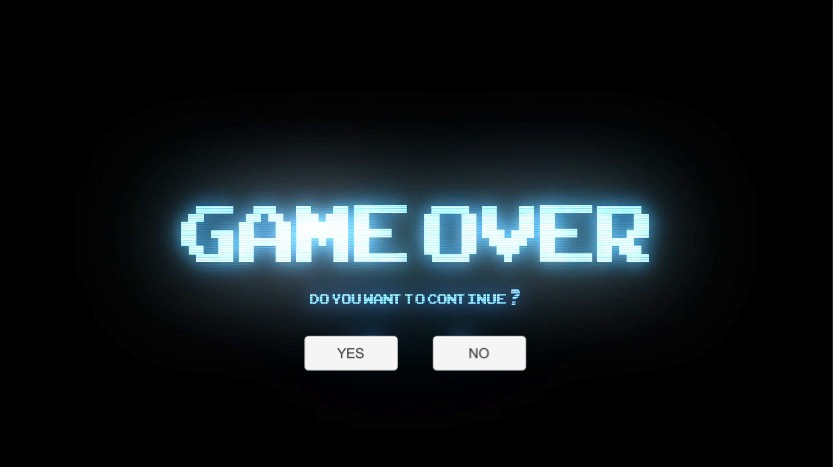 GAME OVER
DO YOU WANT TO CONTINUE ?
YES NO